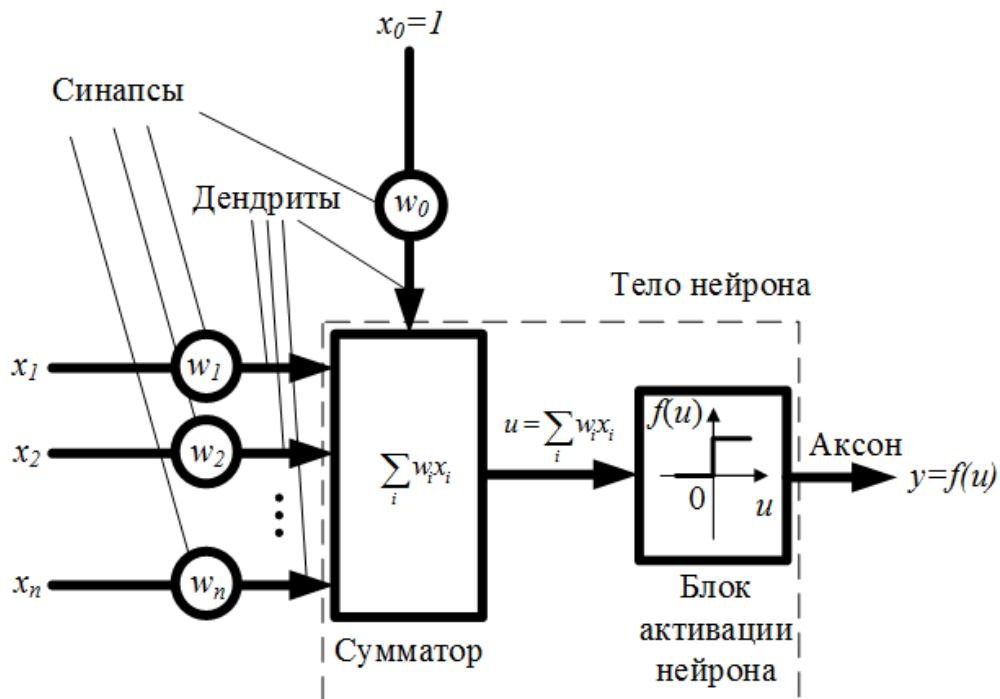 x₀=1
Синапсы
w₀
Дендриты
Тело нейрона
x₁
w₁
x₂
w₂
xₙ
wₙ
∑ᵢ wᵢxᵢ
u = ∑ᵢ wᵢxᵢ
f(u)
0
u
Аксон
y=f(u)
Сумматор
Блок
активации
нейрона